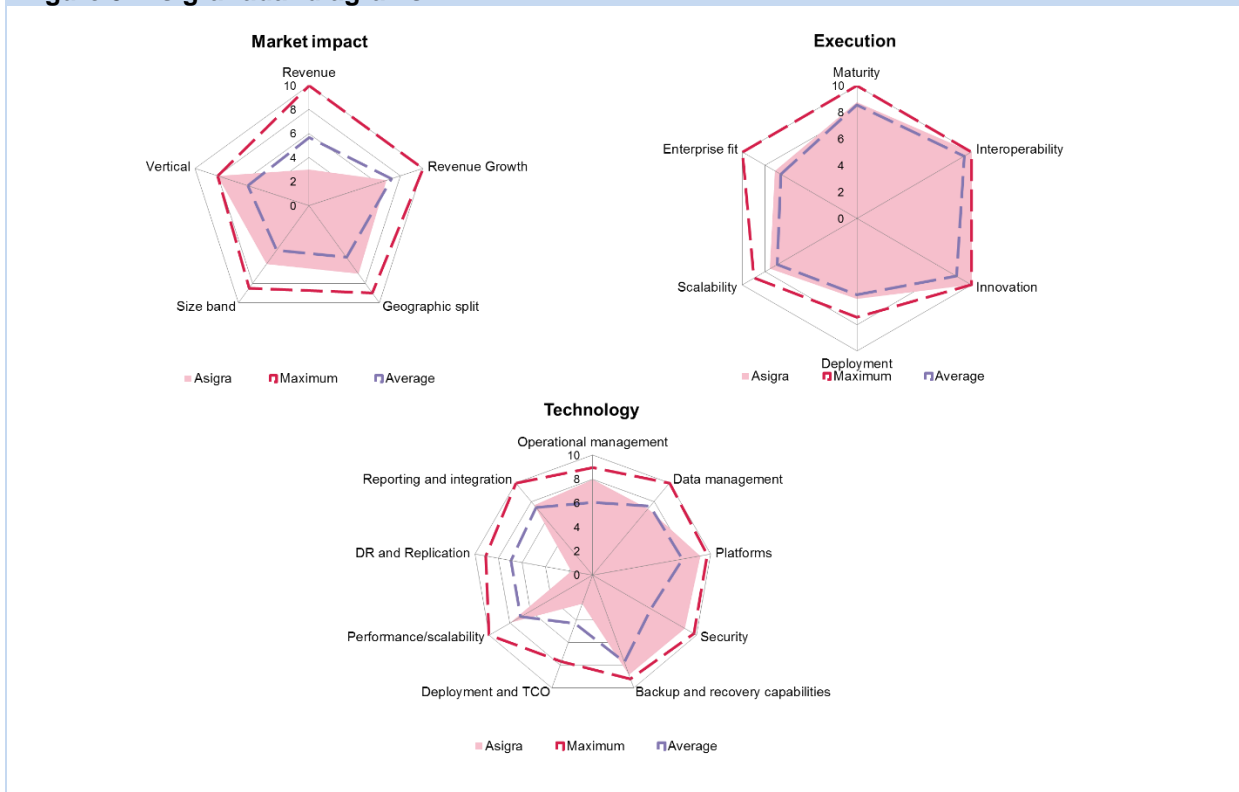 Market impact
Revenue
10
8
6
4
2
0
Vertical
Revenue Growth
Size band
Geographic split
Asigra Maximum Average
Execution
Maturity
10
8
6
4
2
0
Enterprise fit
Interoperability
Scalability
Innovation
Deployment
Asigra Maximum Average
Technology
Operational management
10
8
6
4
2
0
Reporting and integration
Data management
DR and Replication
Platforms
Performance/scalability
Security
Deployment and TCO
Backup and recovery capabilities
Asigra Maximum Average